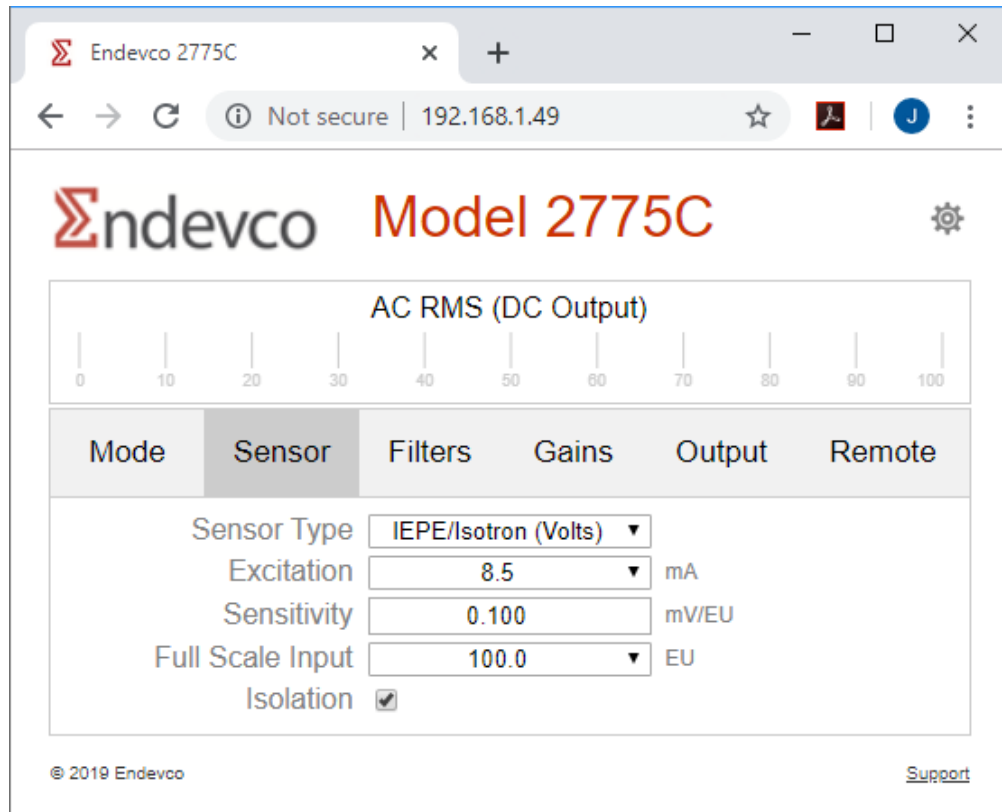 Endevco 2775C
Not secure | 192.168.1.49
J
Σndevco Model 2775C
AC RMS (DC Output)
0 10 20 30 40 50 60 70 80 90 100
Mode Sensor Filters Gains Output Remote
Sensor Type IEPE/Isotron (Volts)
Excitation 8.5 mA
Sensitivity 0.100 mV/EU
Full Scale Input 100.0 EU
Isolation
© 2019 Endevco Support